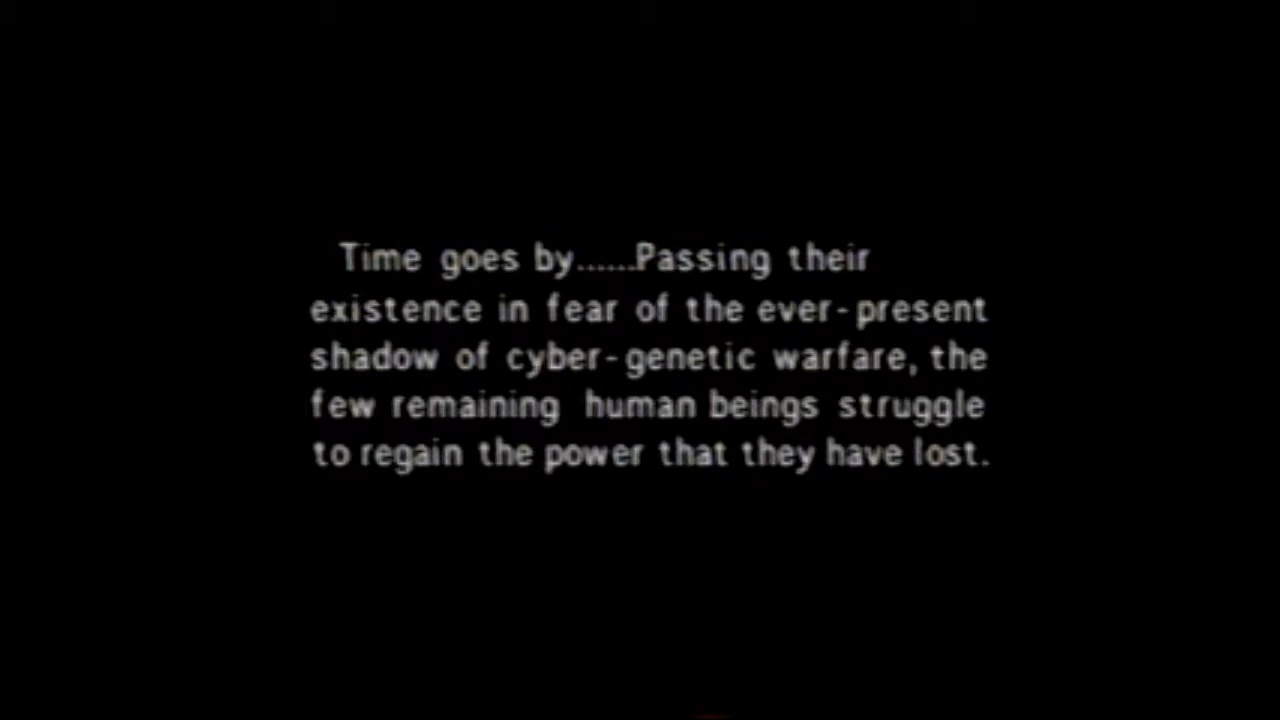 Time goes by......Passing their
existence in fear of the ever-present
shadow of cyber-genetic warfare, the
few remaining human beings struggle
to regain the power that they have lost.